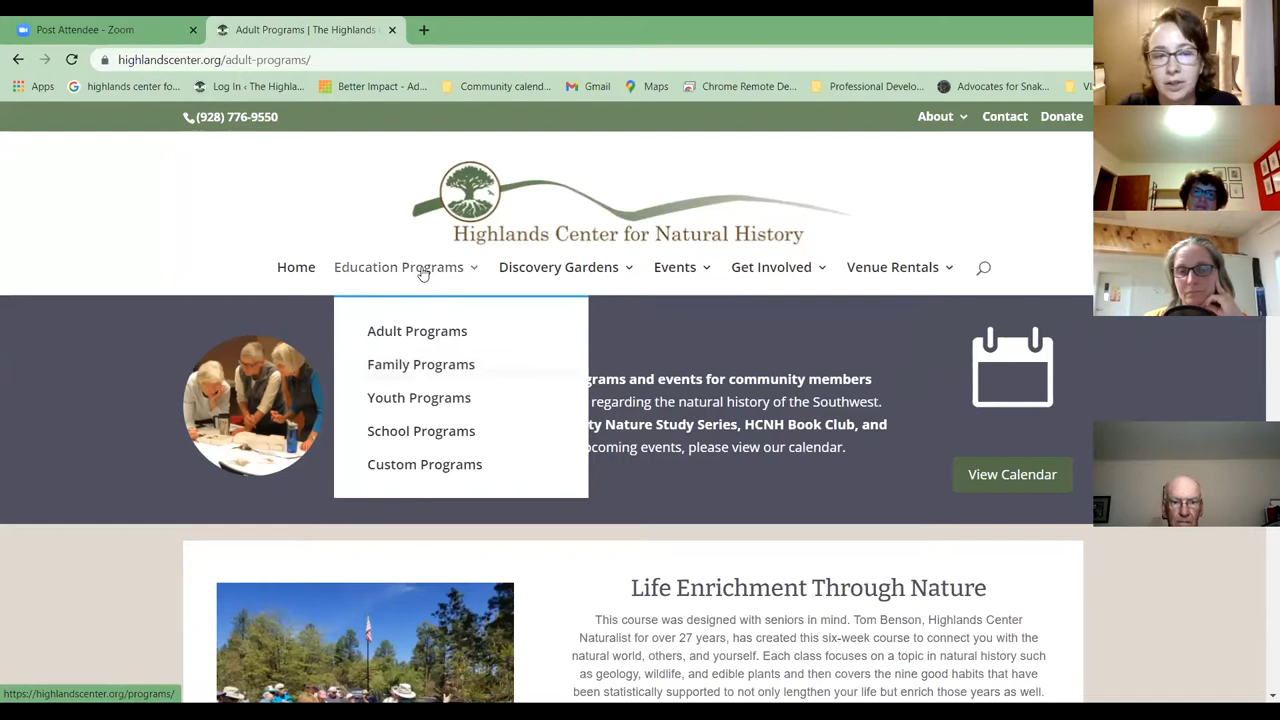 Post Attendee - Zoom
Adult Programs | The Highlands
highlandscenter.org/adult-programs/
Apps
highlands center fo...
Log In ‹ The Highla...
Better Impact - Ad...
Community calend...
Gmail
Maps
Chrome Remote De...
Professional Develo...
Advocates for Snak...
(928) 776-9550
About
Contact
Donate
Highlands Center for Natural History
Home
Education Programs
Discovery Gardens
Events
Get Involved
Venue Rentals
Adult Programs
Family Programs
Youth Programs
School Programs
Custom Programs
grams and events for community members
regarding the natural history of the Southwest.
ty Nature Study Series, HCNH Book Club, and
pcoming events, please view our calendar.
View Calendar
Life Enrichment Through Nature
This course was designed with seniors in mind. Tom Benson, Highlands Center
Naturalist for over 27 years, has created this six-week course to connect you with the
natural world, others, and yourself. Each class focuses on a topic in natural history such
as geology, wildlife, and edible plants and then covers the nine good habits that have
been statistically supported to not only lengthen your life but enrich those years as well.
https://highlandscenter.org/programs/